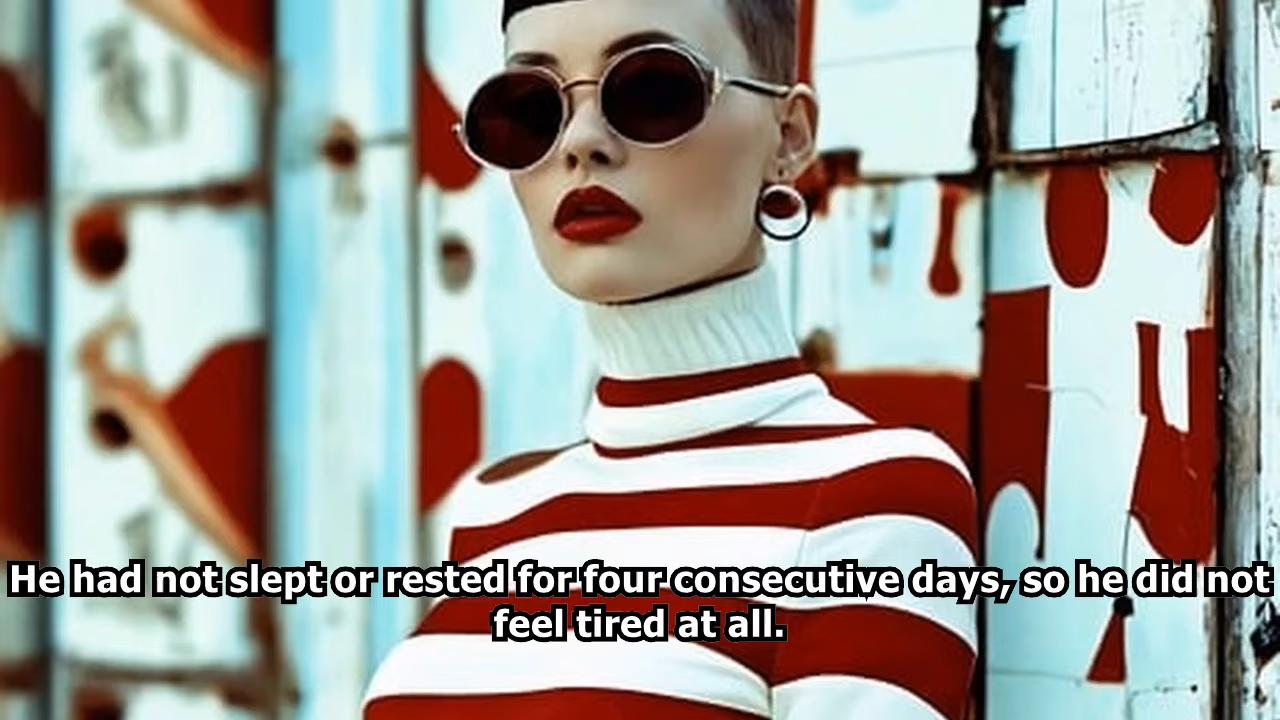 He had not slept or rested for four consecutive days, so he did not
feel tired at all.